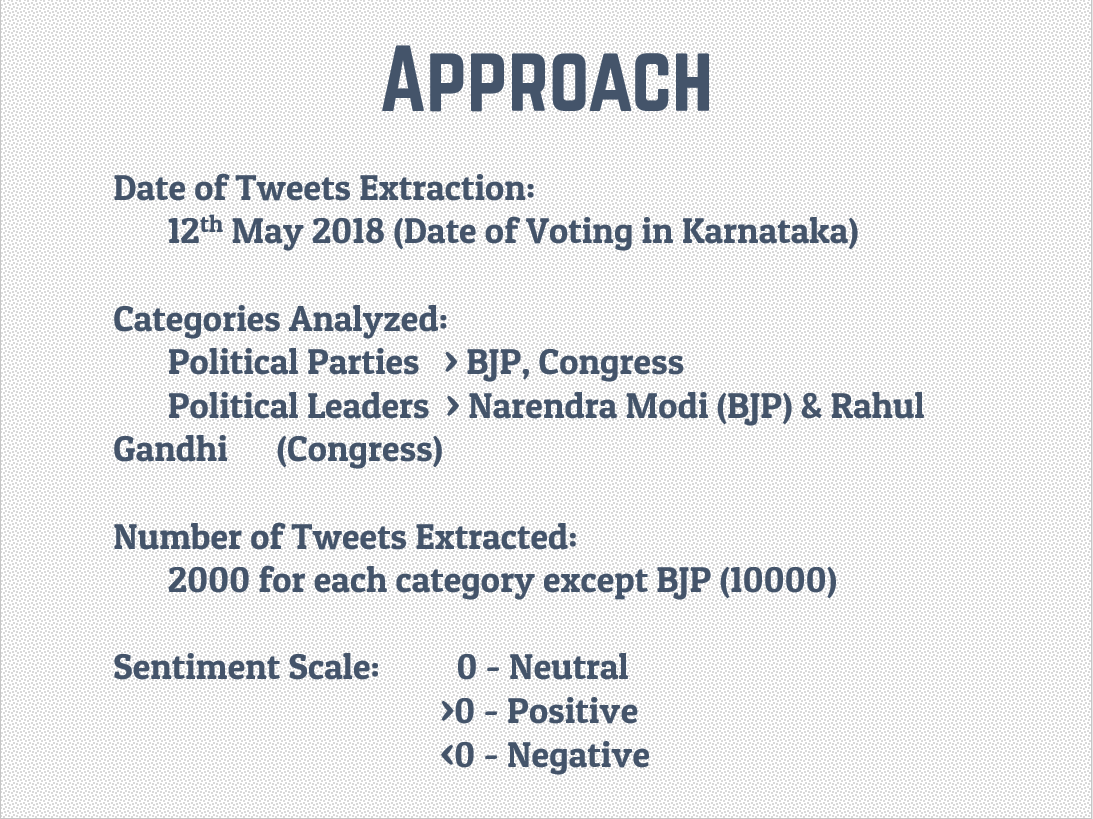 Approach
Date of Tweets Extraction:
12th May 2018 (Date of Voting in Karnataka)
Categories Analyzed:
Political Parties > BJP, Congress
Political Leaders > Narendra Modi (BJP) & Rahul
Gandhi (Congress)
Number of Tweets Extracted:
2000 for each category except BJP (10000)
Sentiment Scale: 0 - Neutral
>0 - Positive
<0 - Negative